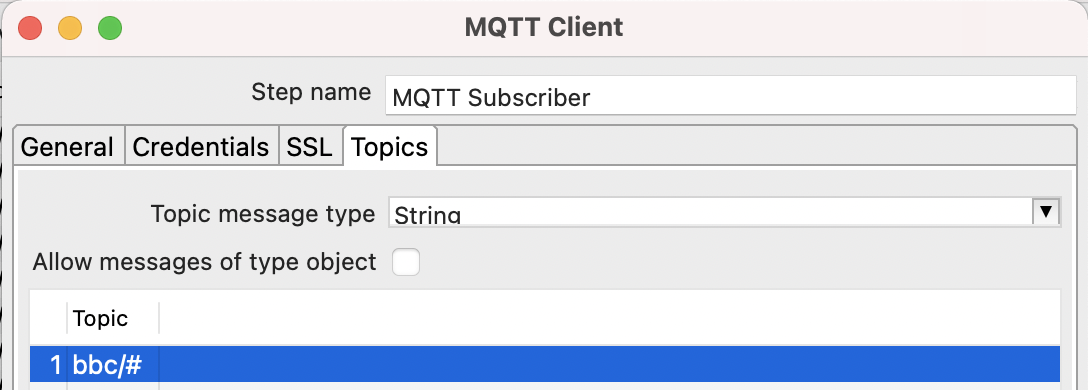 MQTT Client
Step name MQTT Subscriber
General Credentials SSL Topics
Topic message type String
Allow messages of type object
Topic
1 bbc/#